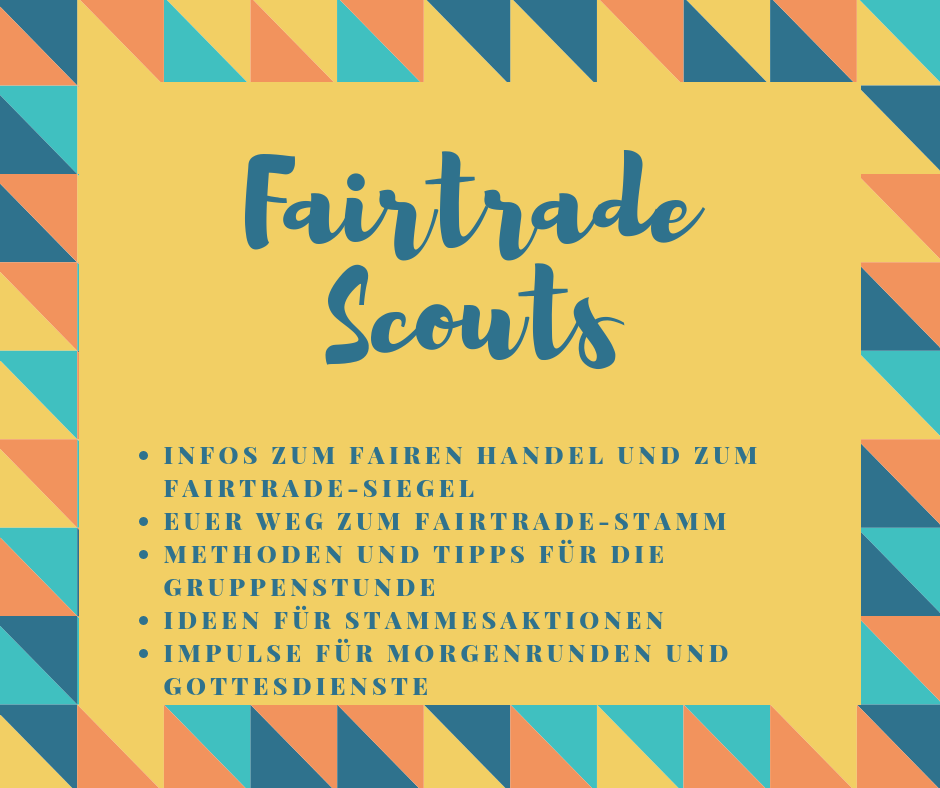 Fairtrade
Scouts
• INFOS ZUM FAIREN HANDEL UND ZUM
FAIRTRADE-SIEGEL
• EUER WEG ZUM FAIRTRADE-STAMM
• METHODEN UND TIPPS FÜR DIE
GRUPPENSTUNDE
• IDEEN FÜR STAMMESAKTIONEN
• IMPULSE FÜR MORGENRUNDEN UND
GOTTESDIENSTE